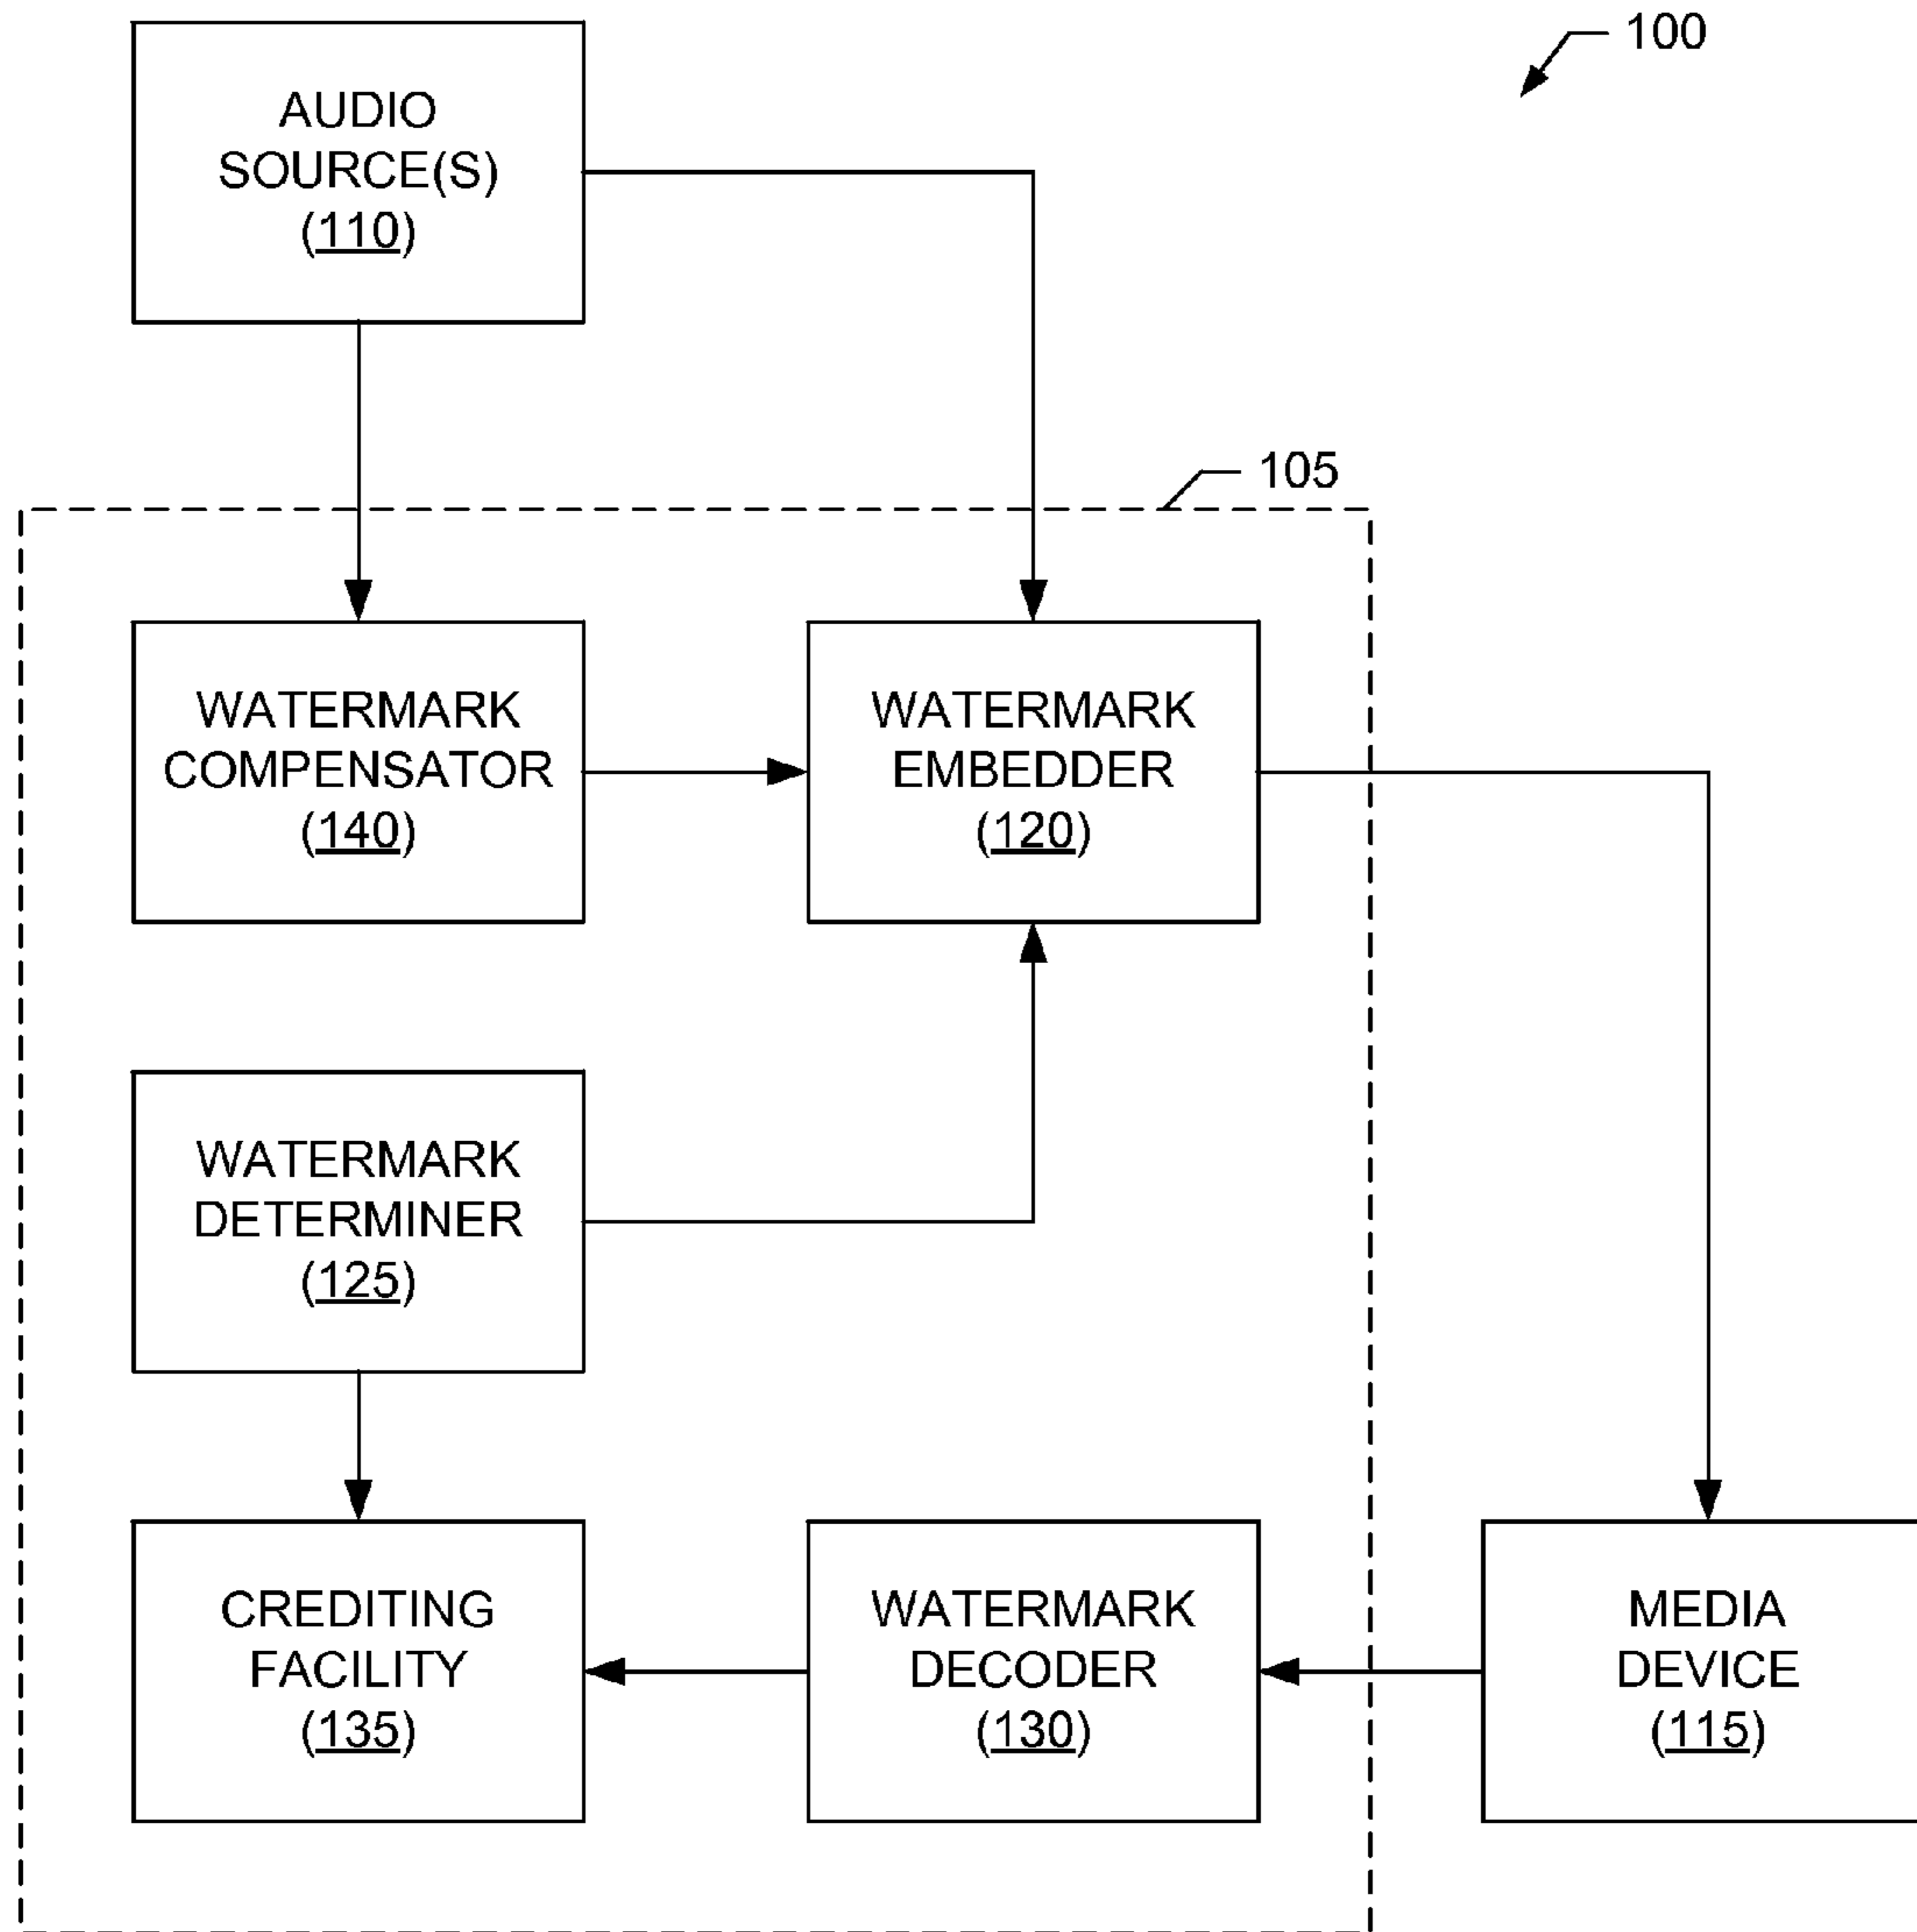 100
AUDIO
SOURCE(S)
(110)
105
WATERMARK
COMPENSATOR
(140)
WATERMARK
EMBEDDER
(120)
WATERMARK
DETERMINER
(125)
CREDITING
FACILITY
(135)
WATERMARK
DECODER
(130)
MEDIA
DEVICE
(115)